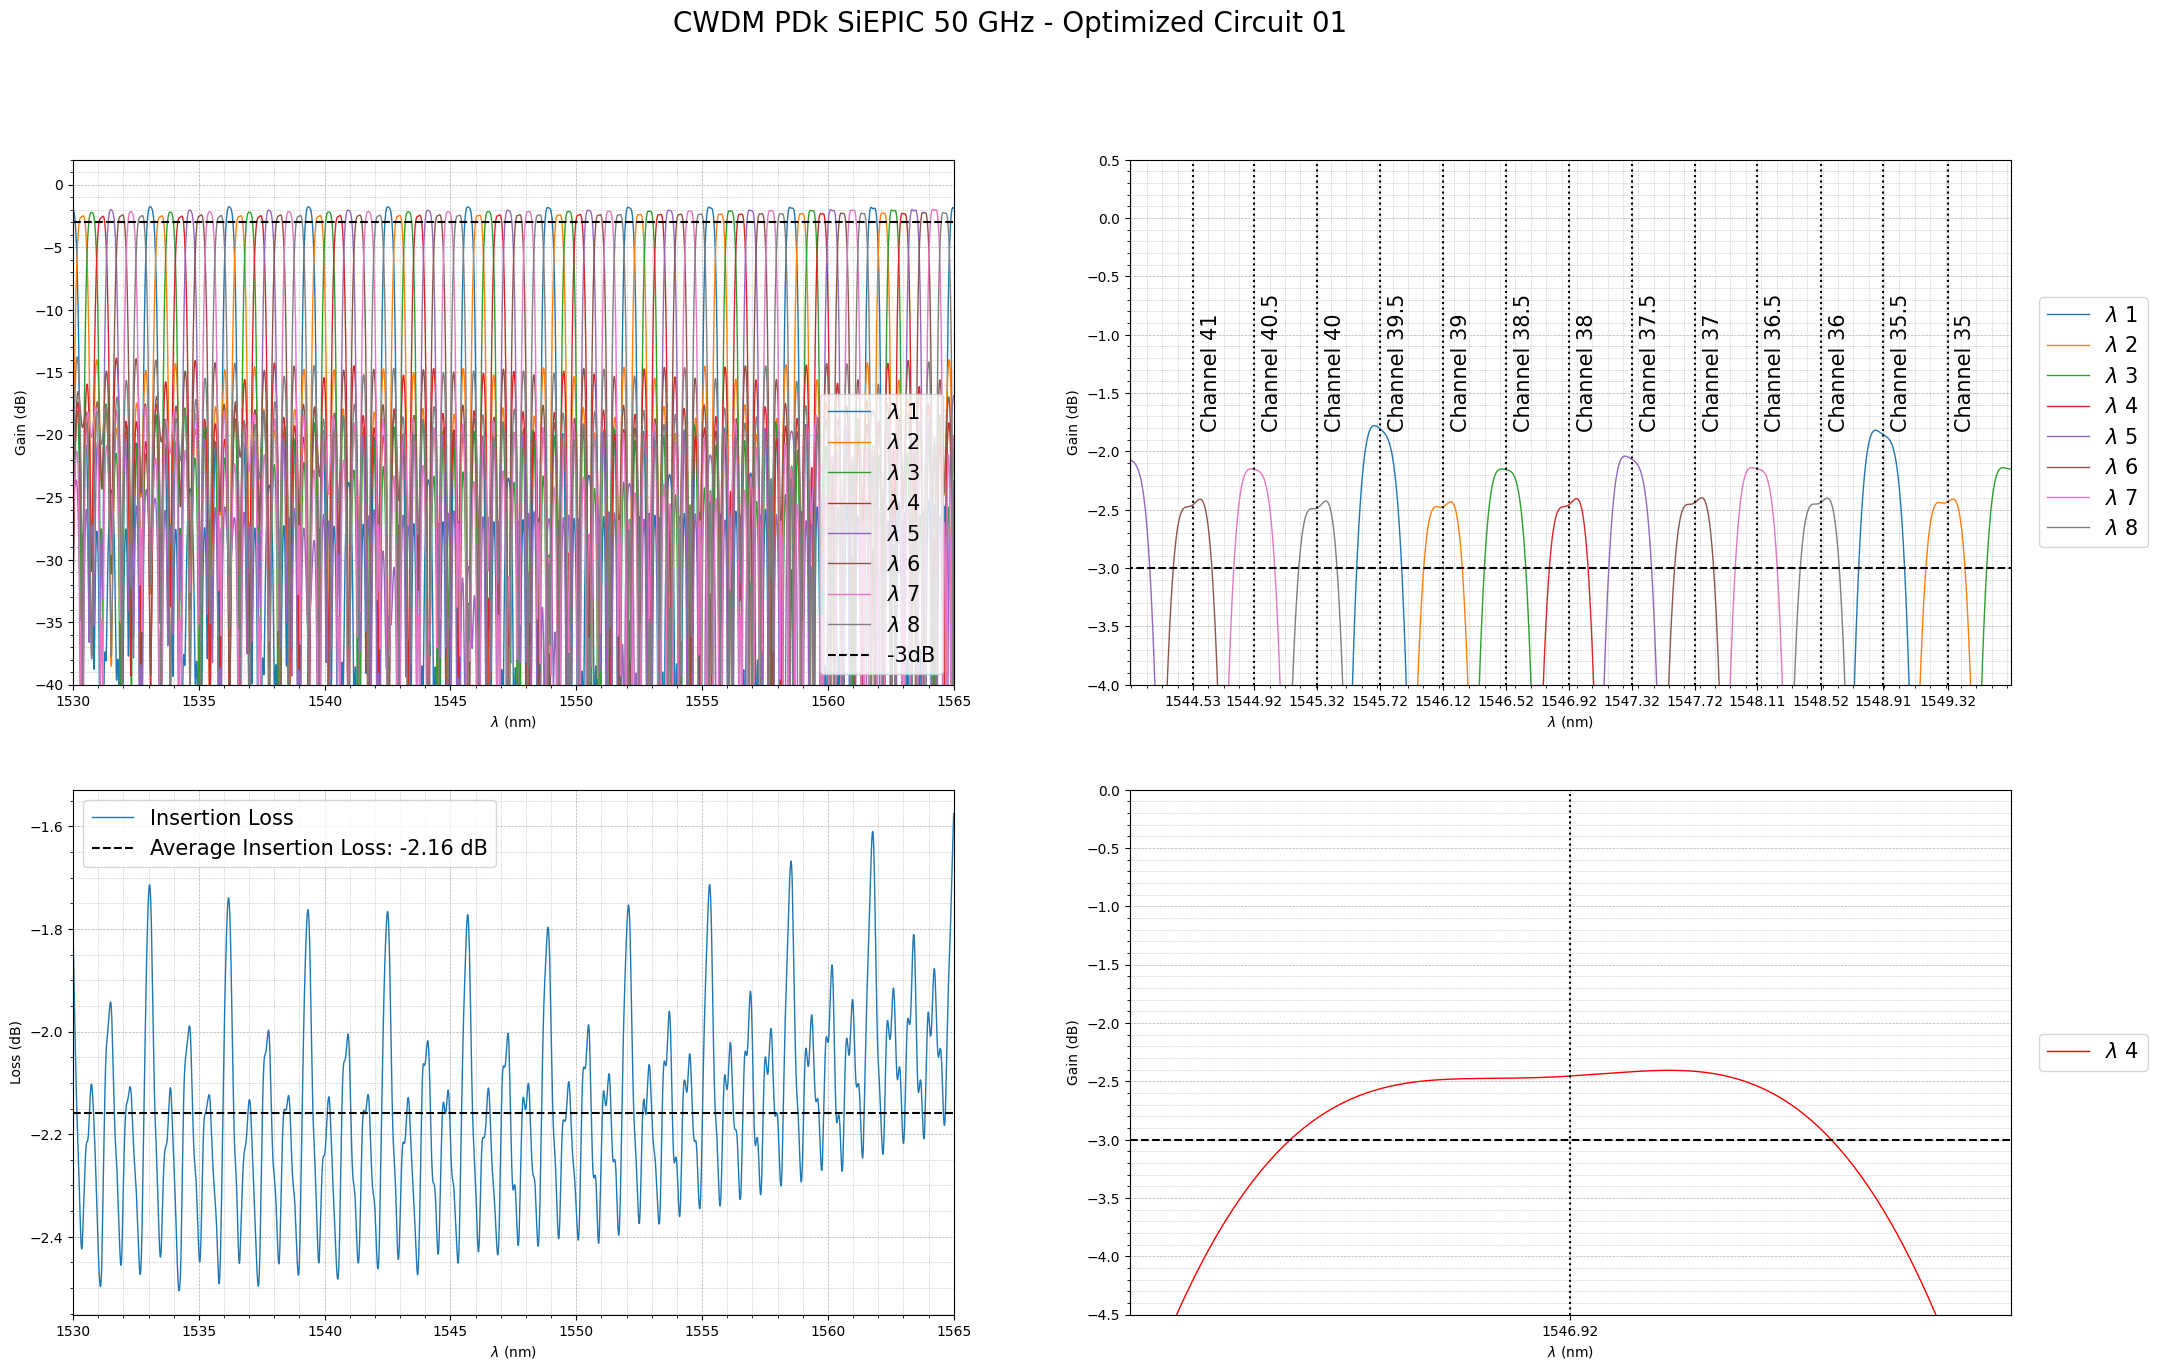 CWDM PDk SiEPIC 50 GHz - Optimized Circuit 01
Gain (dB)
0
−5
−10
−15
−20
−25
−30
−35
−40
λ 1
λ 2
λ 3
λ 4
λ 5
λ 6
λ 7
λ 8
-3dB
1530 1535 1540 1545 1550 1555 1560 1565
λ (nm)
Gain (dB)
0.5
0.0
−0.5
−1.0
−1.5
−2.0
−2.5
−3.0
−3.5
−4.0
Channel 41
Channel 40.5
Channel 40
Channel 39.5
Channel 39
Channel 38.5
Channel 38
Channel 37.5
Channel 37
Channel 36.5
Channel 36
Channel 35.5
Channel 35
1544.53 1544.92 1545.32 1545.72 1546.12 1546.52 1546.92 1547.32 1547.72 1548.11 1548.52 1548.91 1549.32
λ (nm)
λ 1
λ 2
λ 3
λ 4
λ 5
λ 6
λ 7
λ 8
Loss (dB)
−1.6
−1.8
−2.0
−2.2
−2.4
Insertion Loss
Average Insertion Loss: -2.16 dB
1530 1535 1540 1545 1550 1555 1560 1565
λ (nm)
Gain (dB)
0.0
−0.5
−1.0
−1.5
−2.0
−2.5
−3.0
−3.5
−4.0
−4.5
1546.92
λ (nm)
λ 4